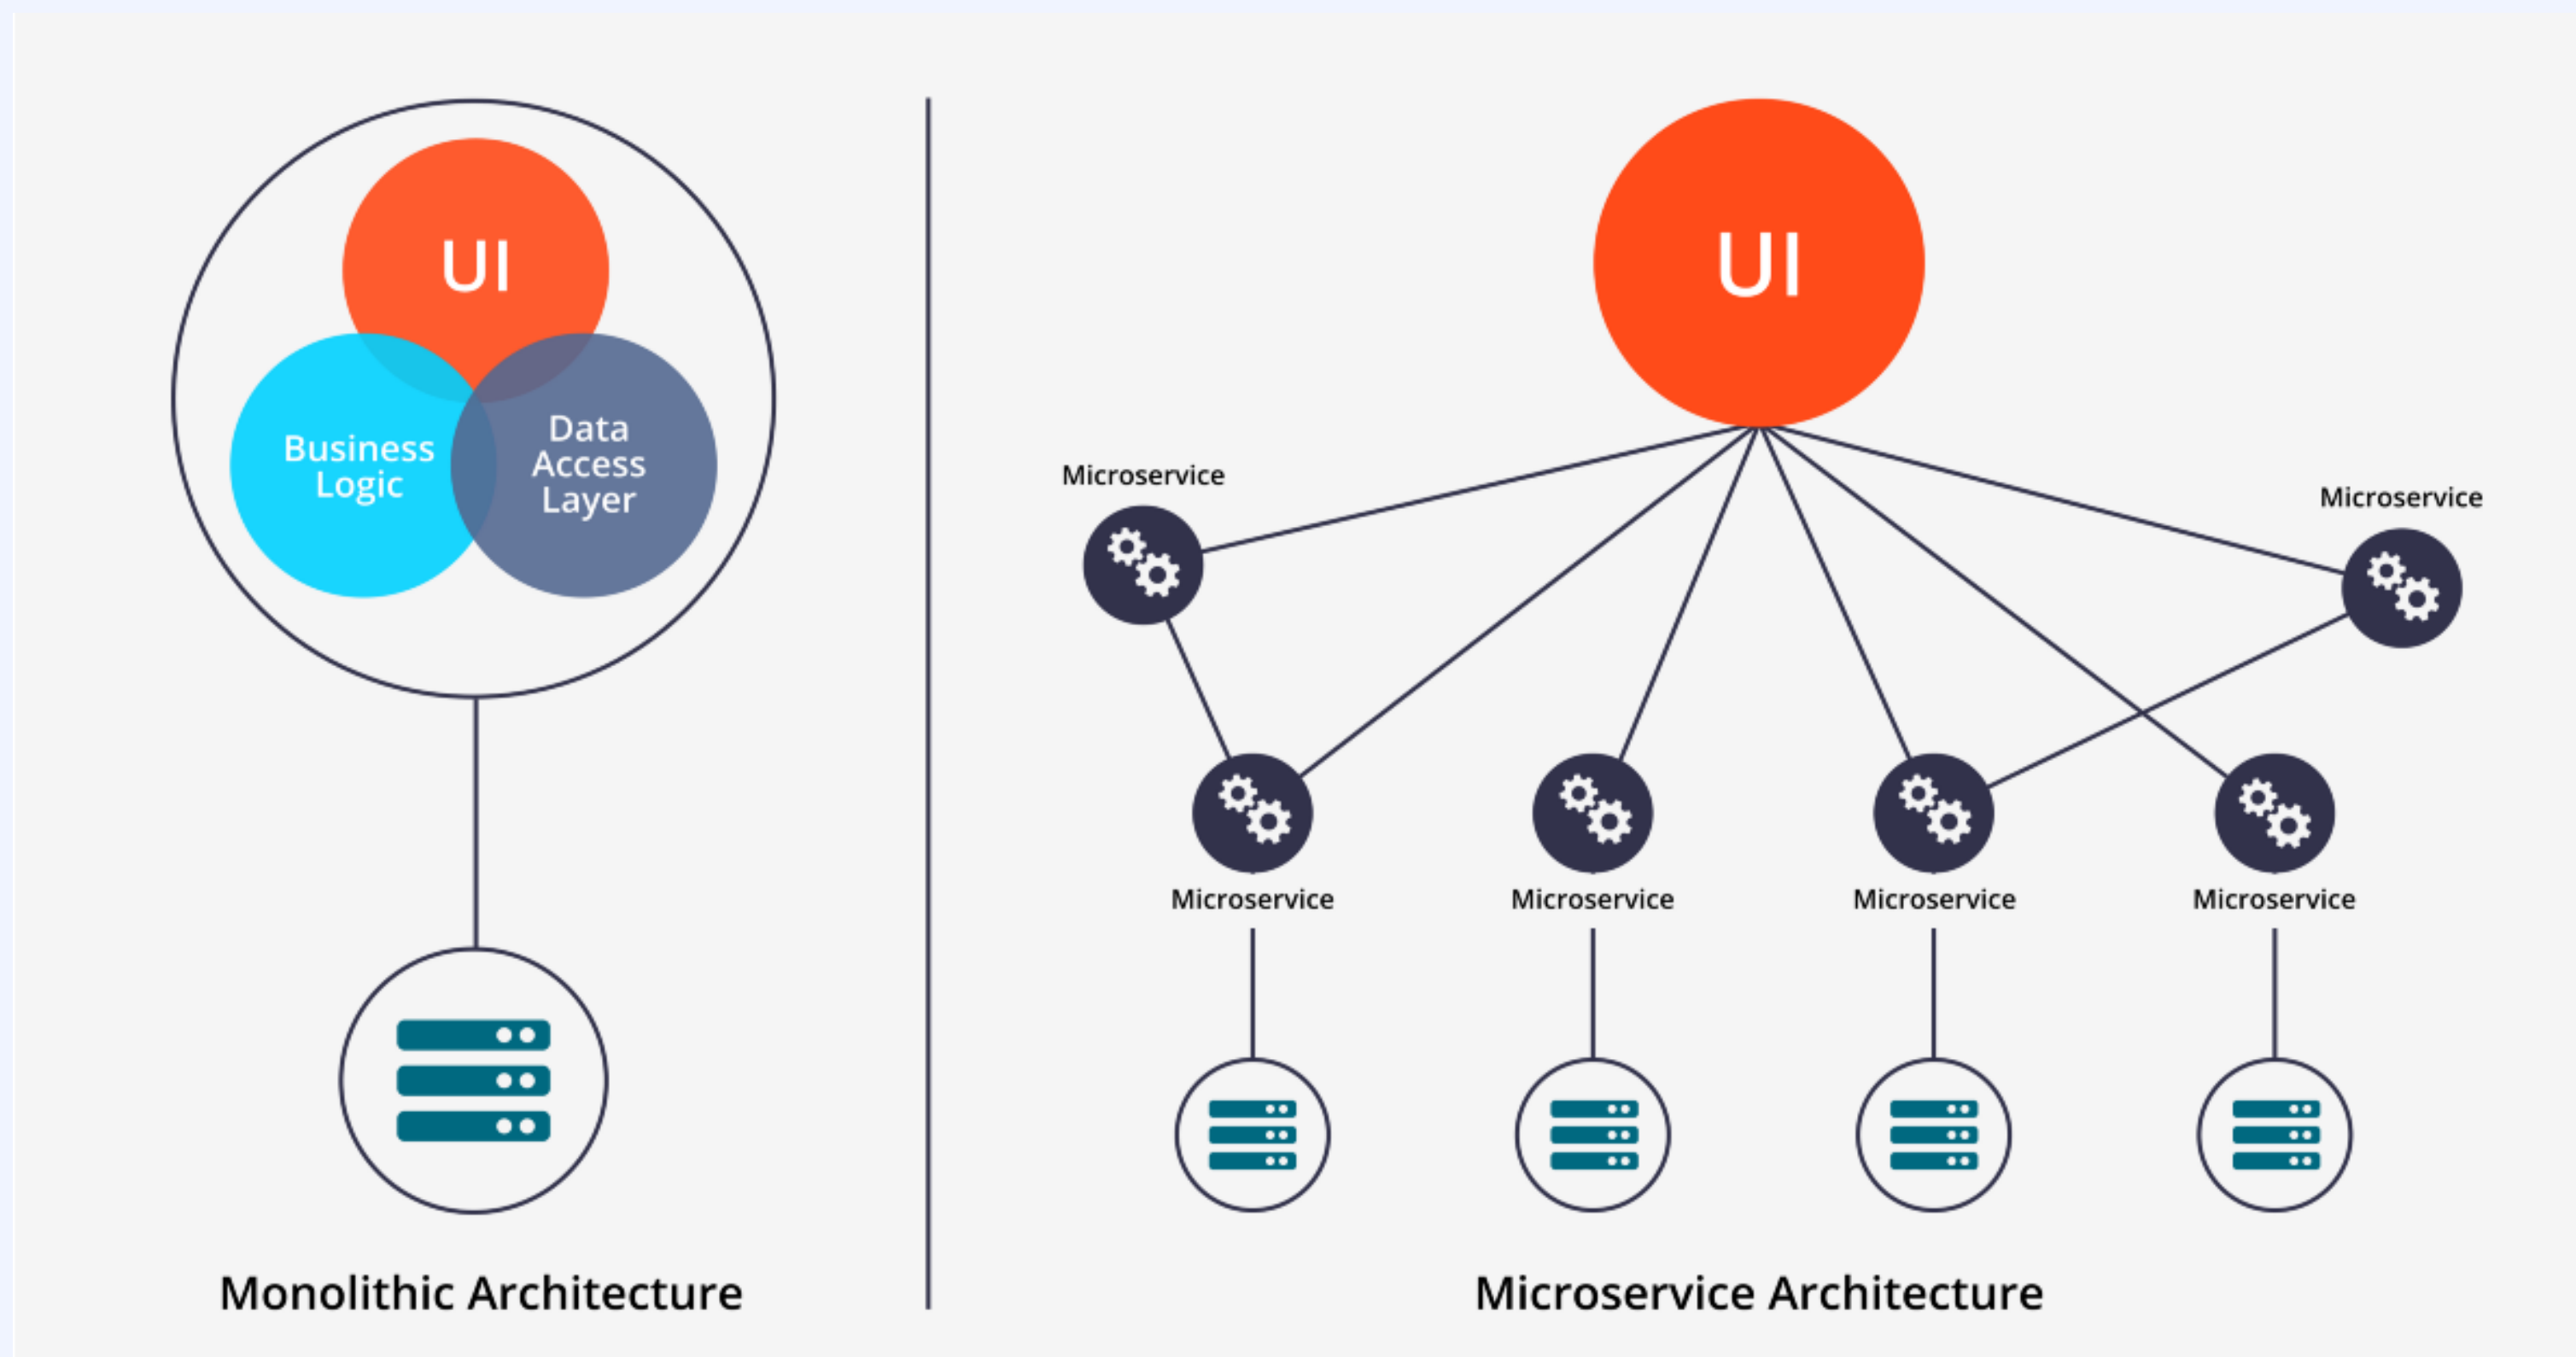 UI
Business
Logic
Data
Access
Layer
Monolithic Architecture
UI
Microservice
Microservice
Microservice
Microservice
Microservice
Microservice
Microservice Architecture